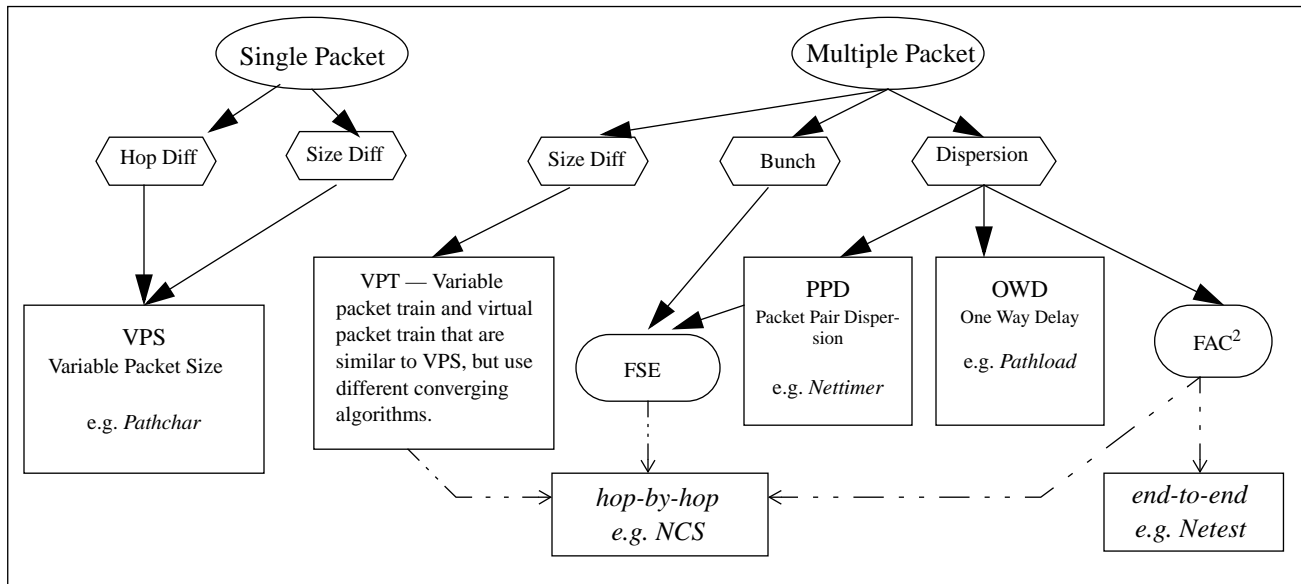 Single Packet
Multiple Packet
Hop Diff
Size Diff
Size Diff
Bunch
Dispersion
VPS
Variable Packet Size
e.g. Pathchar
VPT — Variable
packet train and virtual
packet train that are
similar to VPS, but use
different converging
algorithms.
FSE
PPD
Packet Pair Disper-
sion
e.g. Nettimer
OWD
One Way Delay
e.g. Pathload
FAC²
hop-by-hop
e.g. NCS
end-to-end
e.g. Netest